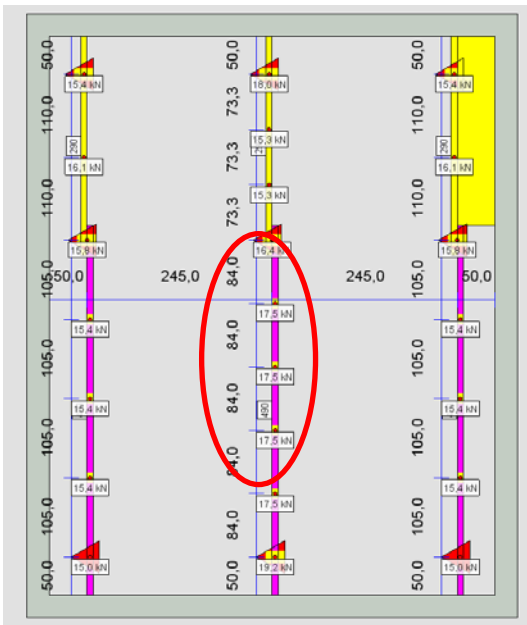 50,0
50,0
50,0
15,4 kN
18,0 kN
15,4 kN
110,0
73,3
110,0
290
15,3 kN
290
16,1 kN
73,3
16,1 kN
110,0
15,3 kN
110,0
73,3
15,8 kN
16,4 kN
15,8 kN
50,0
245,0
245,0
50,0
105,0
84,0
105,0
17,5 kN
15,4 kN
84,0
15,4 kN
105,0
105,0
17,5 kN
84,0
15,4 kN
490
15,4 kN
17,5 kN
105,0
84,0
105,0
15,4 kN
17,5 kN
15,4 kN
105,0
84,0
105,0
15,0 kN
19,2 kN
15,0 kN
50,0
50,0
50,0